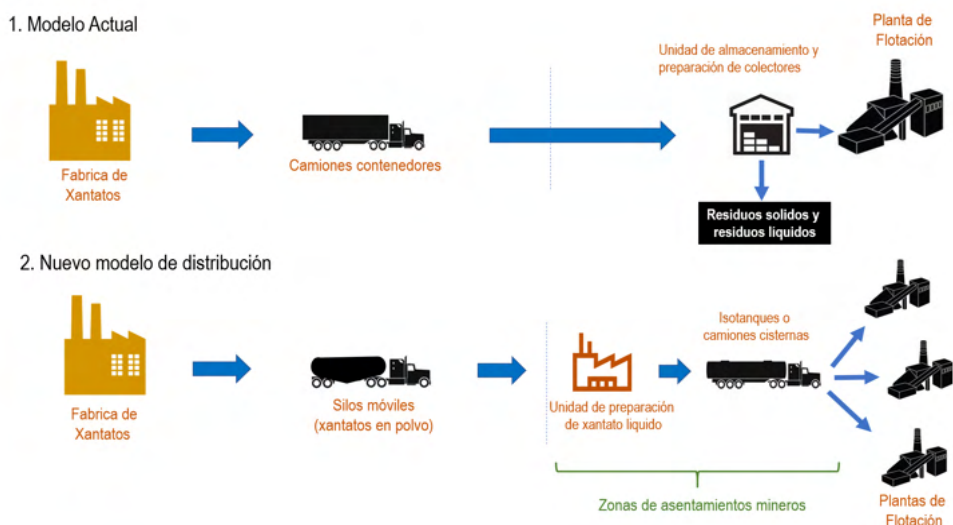 1. Modelo Actual
Planta de
Flotación
Unidad de almacenamiento y
preparación de colectores
Fabrica de
Xantatos
Camiones contenedores
Residuos solidos y
residuos liquidos
2. Nuevo modelo de distribución
Isotanques o
camiones cisternas
Fabrica de
Xantatos
Silos móviles
(xantatos en polvo)
Unidad de preparación
de xantato liquido
Zonas de asentamientos mineros
Plantas de
Flotación